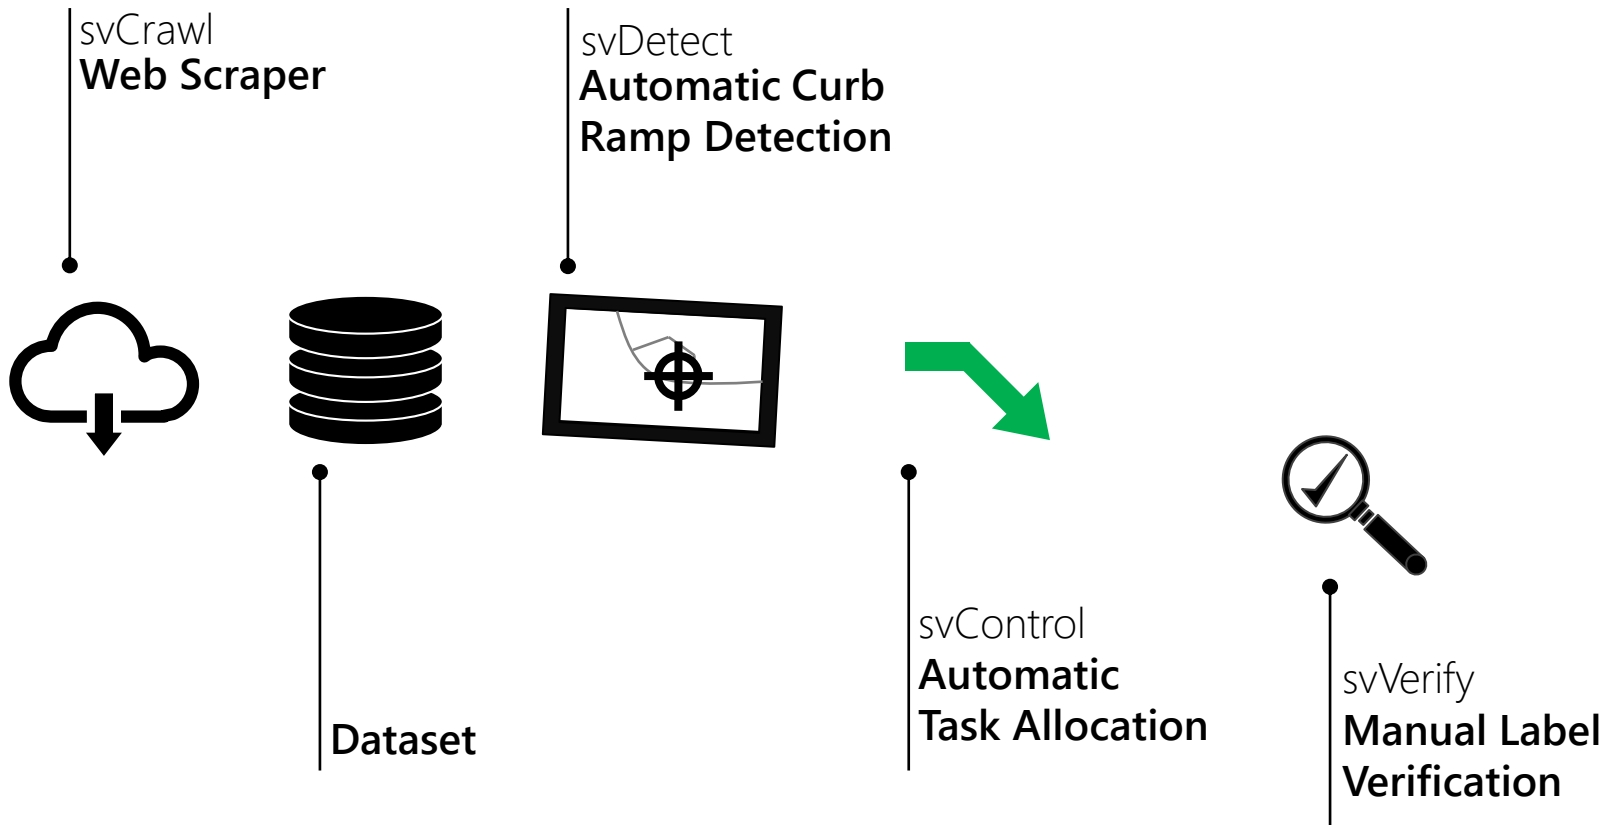 svCrawl
Web Scraper
svDetect
Automatic Curb
Ramp Detection
Dataset
svControl
Automatic
Task Allocation
svVerify
Manual Label
Verification